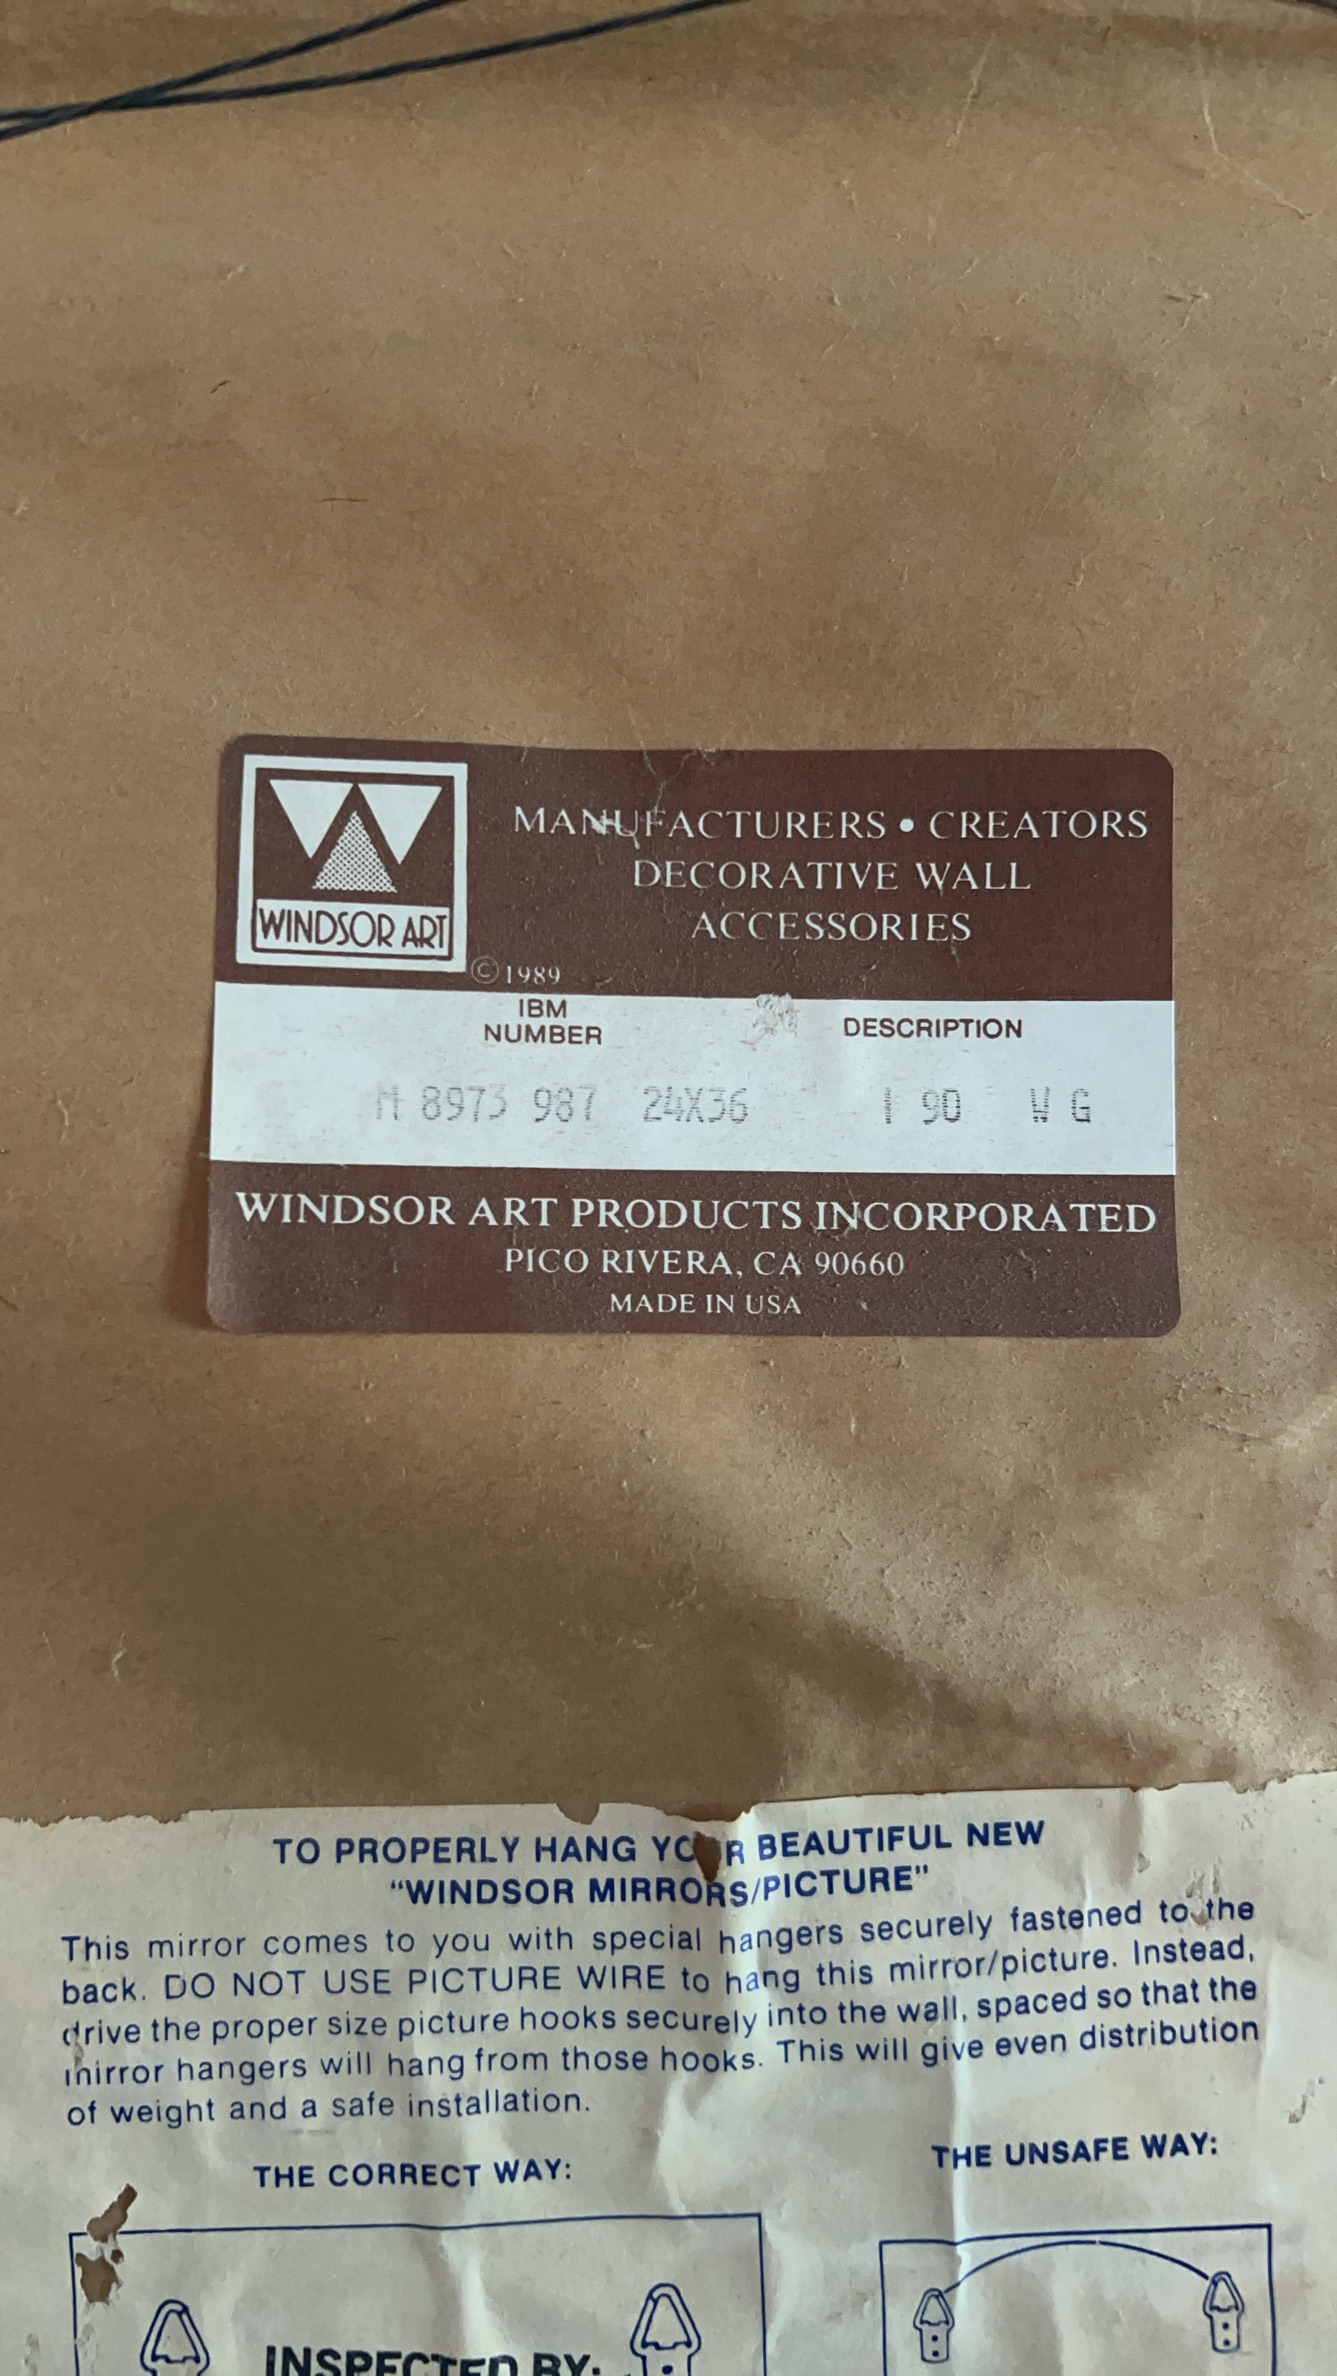 WINDSOR ART
MANUFACTURERS • CREATORS
DECORATIVE WALL
ACCESSORIES
© 1989
IBM
NUMBER
DESCRIPTION
M 8973 987 24X36 I 90 W G
WINDSOR ART PRODUCTS INCORPORATED
PICO RIVERA, CA 90660
MADE IN USA
TO PROPERLY HANG YOUR BEAUTIFUL NEW
“WINDSOR MIRRORS/PICTURE”
This mirror comes to you with special hangers securely fastened to the
back. DO NOT USE PICTURE WIRE to hang this mirror/picture. Instead,
drive the proper size picture hooks securely into the wall, spaced so that the
mirror hangers will hang from those hooks. This will give even distribution
of weight and a safe installation.
THE CORRECT WAY:
THE UNSAFE WAY:
INSPECTED BY: